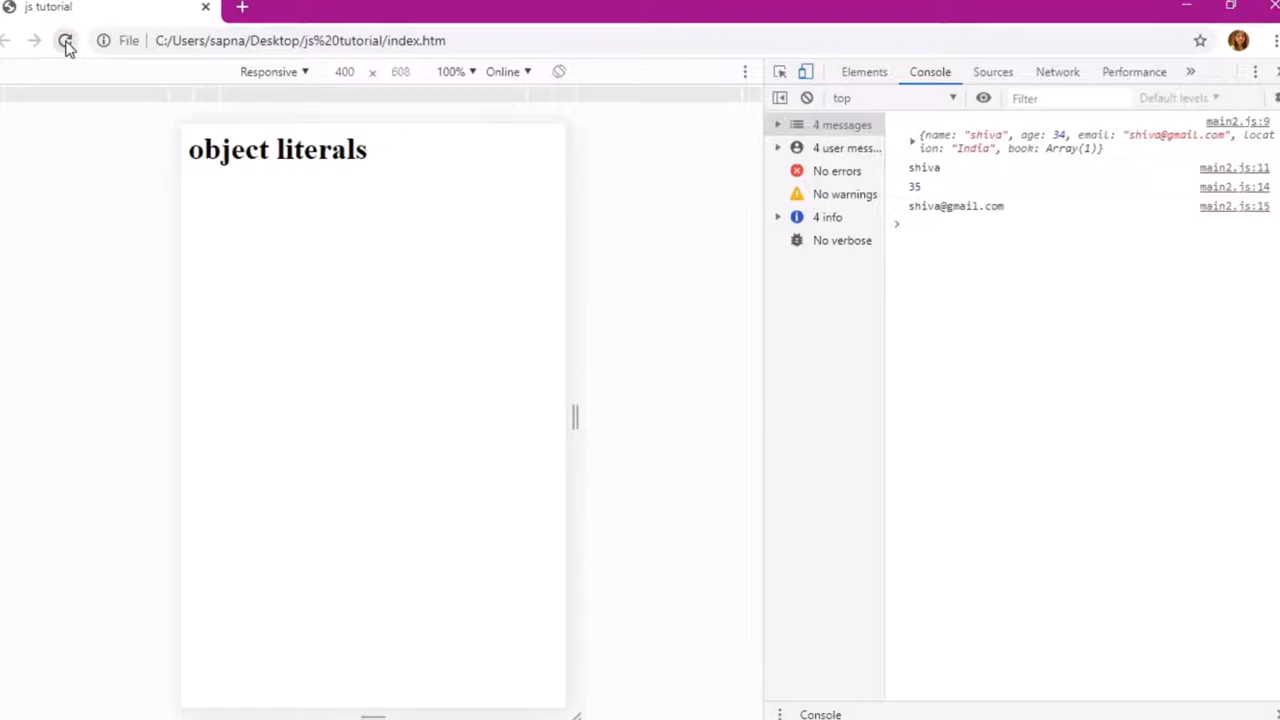 js tutorial
File C:/Users/sapna/Desktop/js%20tutorial/index.htm
Responsive 400 × 608 100% Online
Elements Console Sources Network Performance »
top Filter Default levels
object literals
4 messages
4 user mess...
No errors
No warnings
4 info
No verbose
main2.js:9
{name: "shiva", age: 34, email: "shiva@gmail.com", locat
ion: "India", book: Array(1)}
shiva main2.js:11
35 main2.js:14
shiva@gmail.com main2.js:15
Console